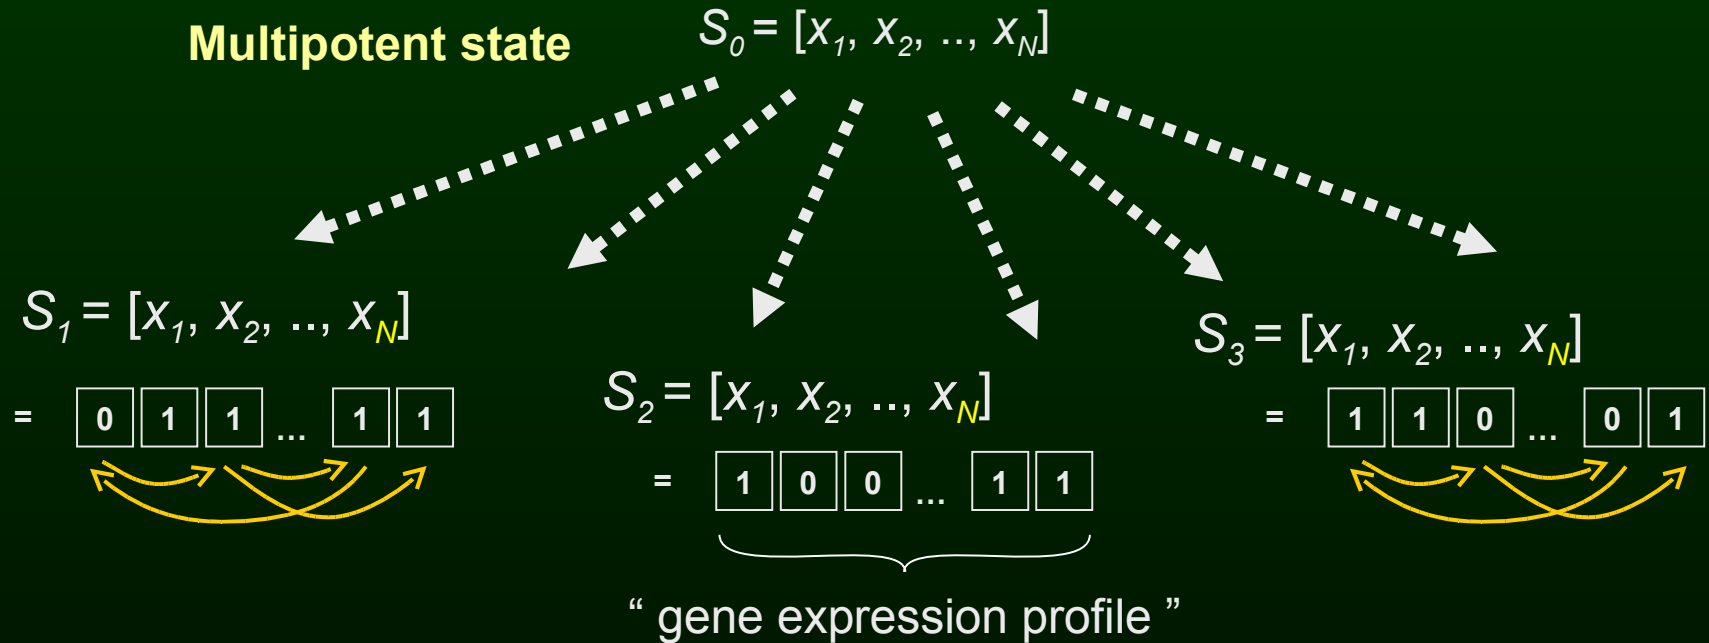 Multipotent state
S0 = [x1, x2, .., xN]
S1 = [x1, x2, .., xN]
= 0 1 1 ... 1 1
S2 = [x1, x2, .., xN]
= 1 0 0 ... 1 1
“ gene expression profile ”
S3 = [x1, x2, .., xN]
= 1 1 0 ... 0 1